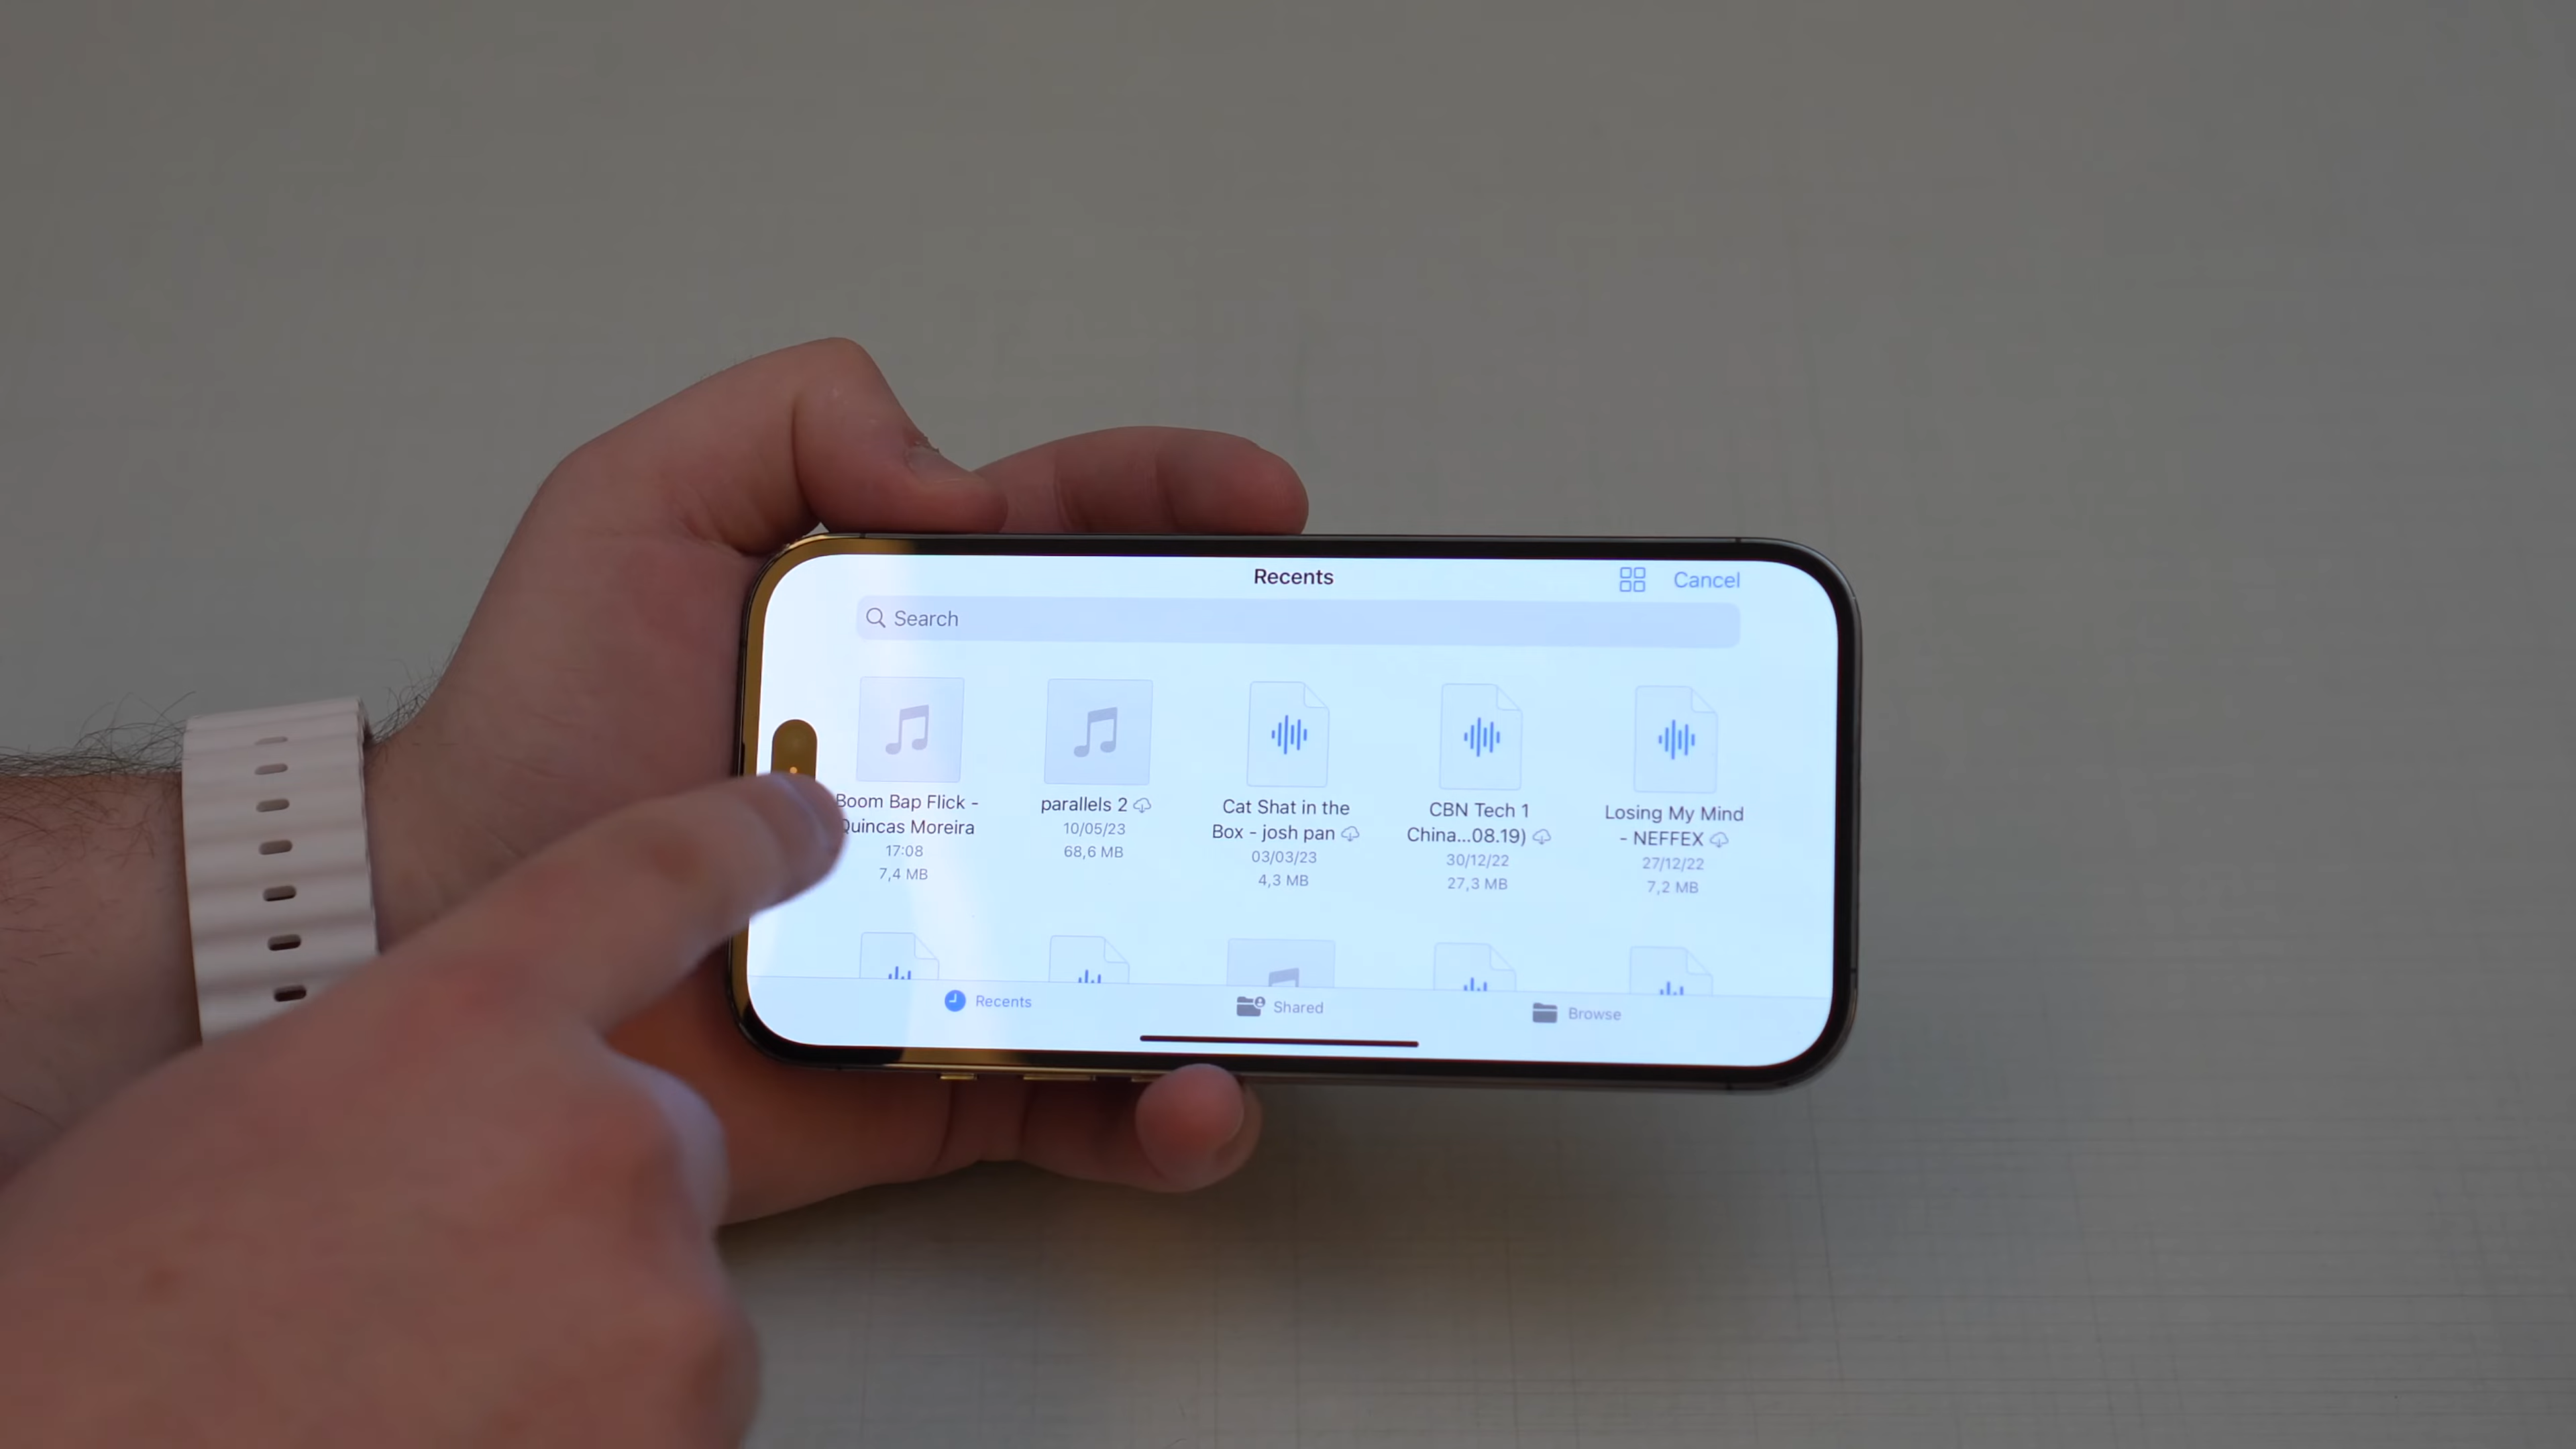 Recents
Cancel
Search
Boom Bap Flick -
Quincas Moreira
17:08
7,4 MB
parallels 2
10/05/23
68,6 MB
Cat Shat in the
Box - josh pan
03/03/23
4,3 MB
CBN Tech 1
China...08.19)
30/12/22
27,3 MB
Losing My Mind
- NEFFEX
27/12/22
7,2 MB
Recents
Shared
Browse